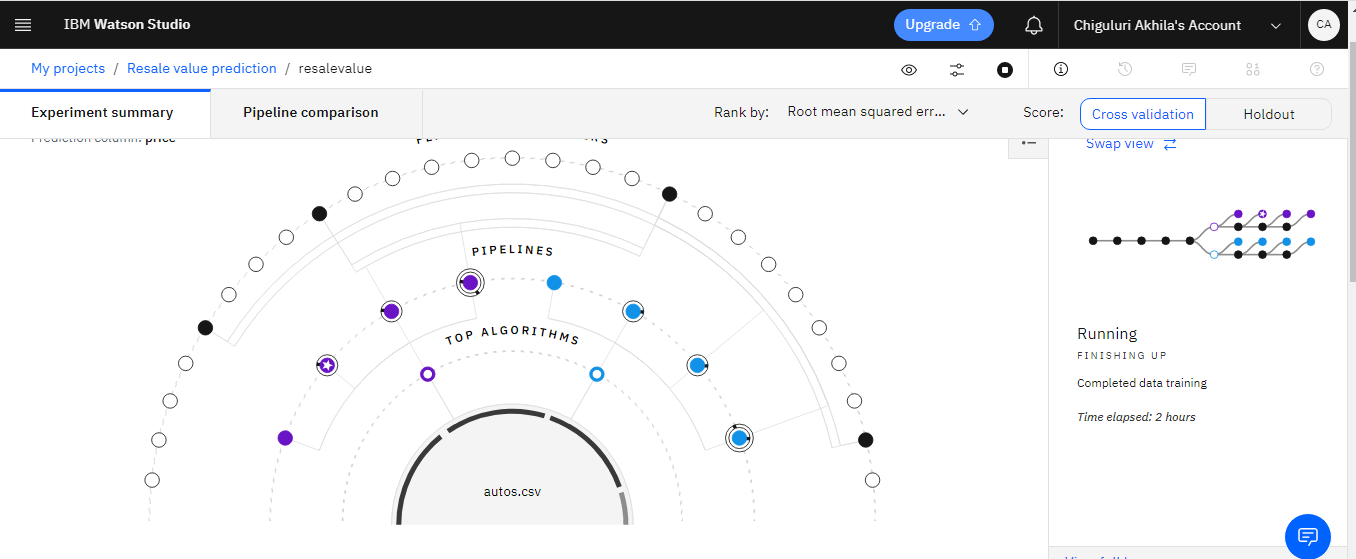 IBM Watson Studio
Upgrade
Chiguluri Akhila's Account
CA
My projects / Resale value prediction / resalevalue
Experiment summary
Pipeline comparison
Rank by: Root mean squared err...
Score: Cross validation Holdout
Prediction column: price
Swap view
PIPELINES
TOP ALGORITHMS
autos.csv
Running
FINISHING UP
Completed data training
Time elapsed: 2 hours